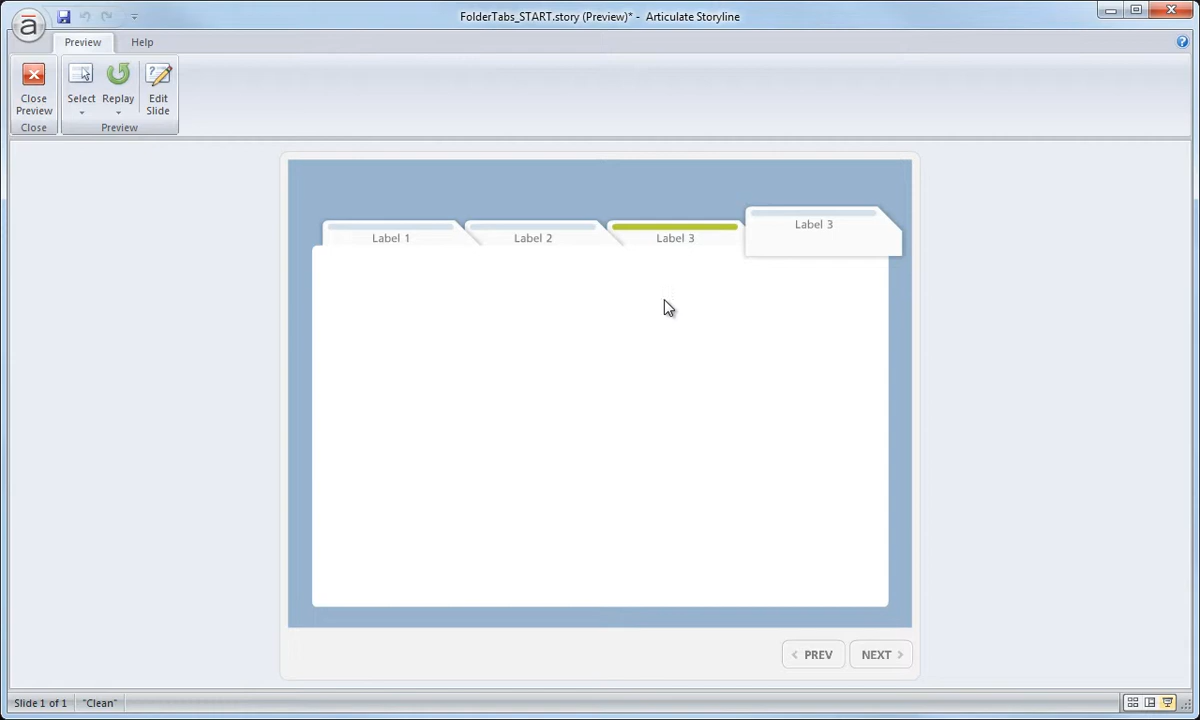 FolderTabs_START.story (Preview)* - Articulate Storyline
Preview Help
Close Preview
Select
Replay
Edit Slide
Close
Preview
Label 1
Label 2
Label 3
Label 3
PREV
NEXT
Slide 1 of 1
"Clean"